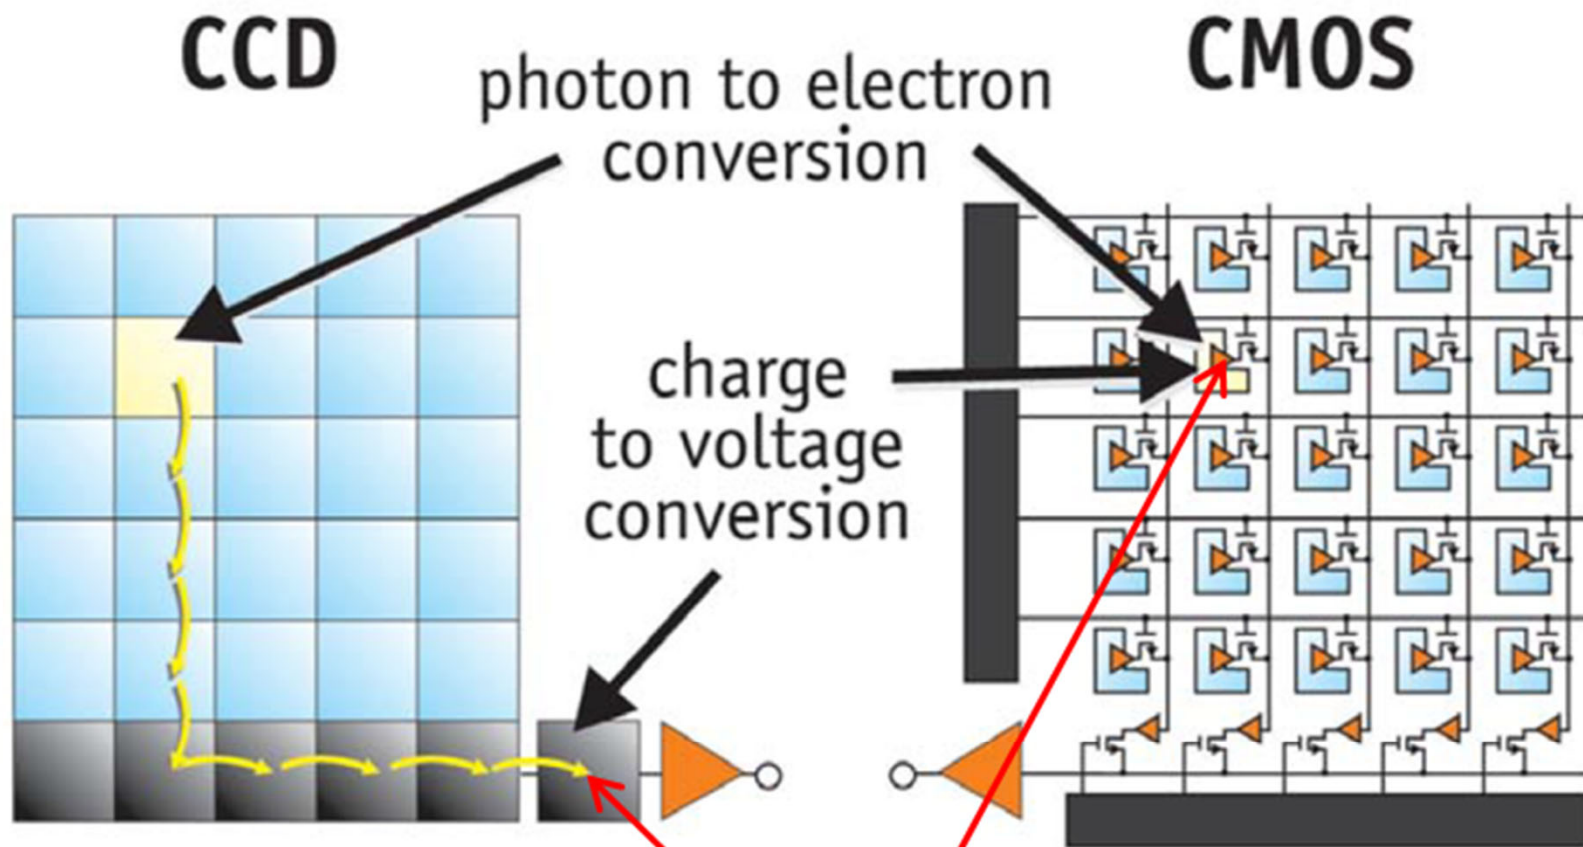 CCD
CMOS
photon to electron
conversion
charge
to voltage
conversion